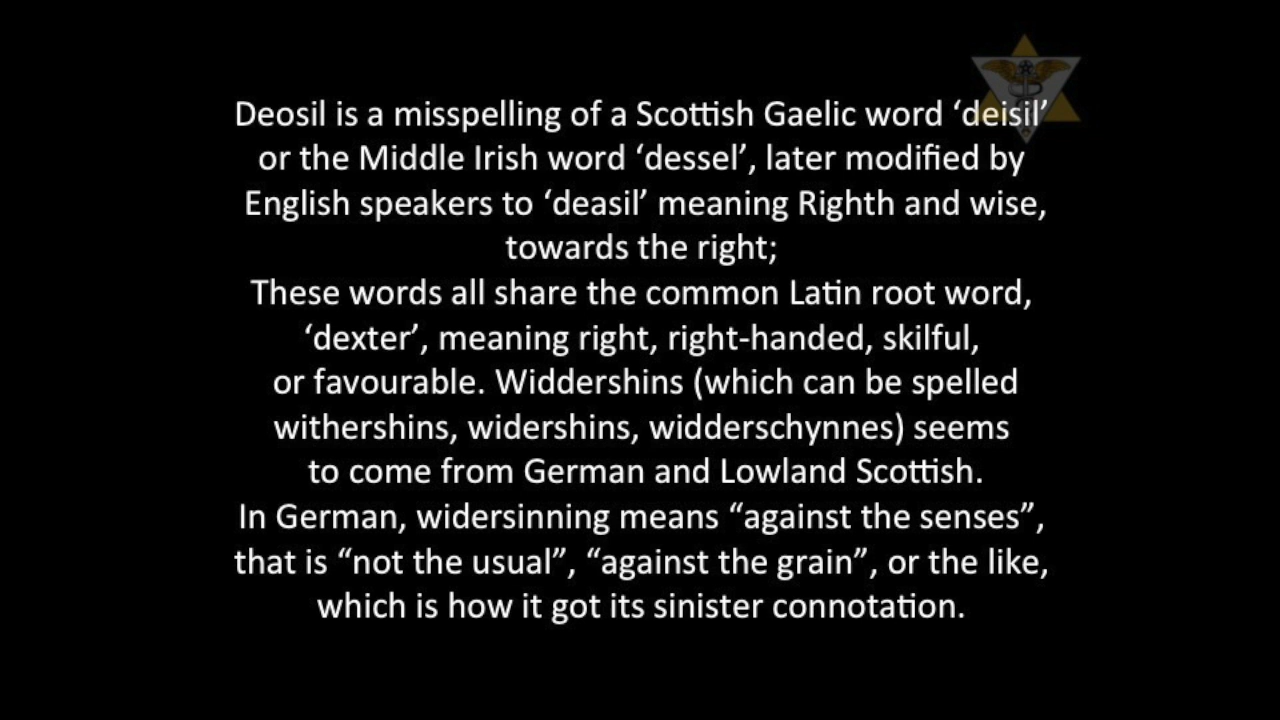 Deosil is a misspelling of a Scottish Gaelic word ‘deisil’
or the Middle Irish word ‘dessel’, later modified by
English speakers to ‘deasil’ meaning Righth and wise,
towards the right;
These words all share the common Latin root word,
‘dexter’, meaning right, right-handed, skilful,
or favourable. Widdershins (which can be spelled
withershins, widershins, widderschynnes) seems
to come from German and Lowland Scottish.
In German, widersinning means “against the senses”,
that is “not the usual”, “against the grain”, or the like,
which is how it got its sinister connotation.